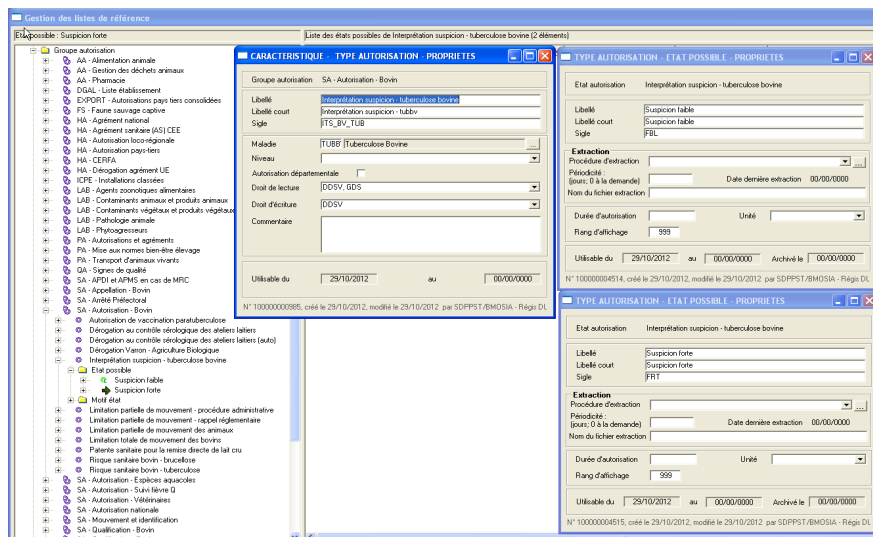 Gestion des listes de référence
Etat possible : Suspicion forte
Liste des états possibles de Interprétation suspicion - tuberculose bovine (2 éléments)
Groupe autorisation
AA - Alimentation animale
AA - Gestion des déchets animaux
AA - Pharmacie
DGAL - Liste établissement
EXPORT - Autorisations pays tiers consolidées
FS - Faune sauvage captive
HA - Agrément national
HA - Agrément sanitaire (AS) CEE
HA - Autorisation loco-régionale
HA - Autorisation pays-tiers
HA - CERFA
HA - Dérogation agrément UE
ICPE - Installations classées
LAB - Agents zoonotiques alimentaires
LAB - Contaminants animaux et produits animaux
LAB - Contaminants végétaux et produits végétaux
LAB - Pathologie animale
LAB - Phytoagresseurs
PA - Autorisations et agréments
PA - Mise aux normes bien-être élevage
PA - Transport d'animaux vivants
QA - Signes de qualité
SA - APDI et APMS en cas de MRC
SA - Appellation - Bovin
SA - Arrêté Préfectoral
SA - Autorisation - Bovin
Autorisation de vaccination paratuberculose
Dérogation au contrôle sérologique des ateliers laitiers
Dérogation au contrôle sérologique des ateliers laitiers (auto)
Dérogation Varron - Agriculture Biologique
Interprétation suspicion - tuberculose bovine
Etat possible
Suspicion faible
Suspicion forte
Motif état
Limitation partielle de mouvement - procédure administrative
Limitation partielle de mouvement - rappel réglementaire
Limitation partielle de mouvement des animaux
Limitation totale de mouvement des bovins
Patente sanitaire pour la remise directe de lait cru
Risque sanitaire bovin - brucellose
Risque sanitaire bovin - tuberculose
SA - Autorisation - Espèces aquacoles
SA - Autorisation - Suivi fièvre Q
SA - Autorisation - Vétérinaires
SA - Autorisation nationale
SA - Mouvement et identification
SA - Qualification - Bovin
CARACTERISTIQUE - TYPE AUTORISATION - PROPRIETES
Groupe autorisation SA - Autorisation - Bovin
Libellé Interprétation suspicion - tuberculose bovine
Libellé court Interprétation suspicion - tubbv
Sigle ITS_BV_TUB
Maladie TUBB Tuberculose Bovine ...
Niveau
Autorisation départementale
Droit de lecture DDSV, GDS
Droit d'écriture DDSV
Commentaire
Utilisable du 29/10/2012 au 00/00/0000
N° 100000000985, créé le 29/10/2012, modifié le 29/10/2012 par SDPPST/BMOSIA - Régis DL
TYPE AUTORISATION - ETAT POSSIBLE - PROPRIETES
Etat autorisation Interprétation suspicion - tuberculose bovine
Libellé Suspicion faible
Libellé court Suspicion faible
Sigle FBL
Extraction
Procédure d'extraction ...
Périodicité :
(jours; 0 à la demande) Date dernière extraction 00/00/0000
Nom du fichier extraction
Durée d'autorisation Unité
Rang d'affichage 999
Utilisable du 29/10/2012 au 00/00/0000 Archivé le 00/00/0000
N° 100000004514, créé le 29/10/2012, modifié le 29/10/2012 par SDPPST/BMOSIA - Régis DL
TYPE AUTORISATION - ETAT POSSIBLE - PROPRIETES
Etat autorisation Interprétation suspicion - tuberculose bovine
Libellé Suspicion forte
Libellé court Suspicion forte
Sigle FRT
Extraction
Procédure d'extraction ...
Périodicité :
(jours; 0 à la demande) Date dernière extraction 00/00/0000
Nom du fichier extraction
Durée d'autorisation Unité
Rang d'affichage 999
Utilisable du 29/10/2012 au 00/00/0000 Archivé le 00/00/0000
N° 100000004515, créé le 29/10/2012, modifié le 29/10/2012 par SDPPST/BMOSIA - Régis DL